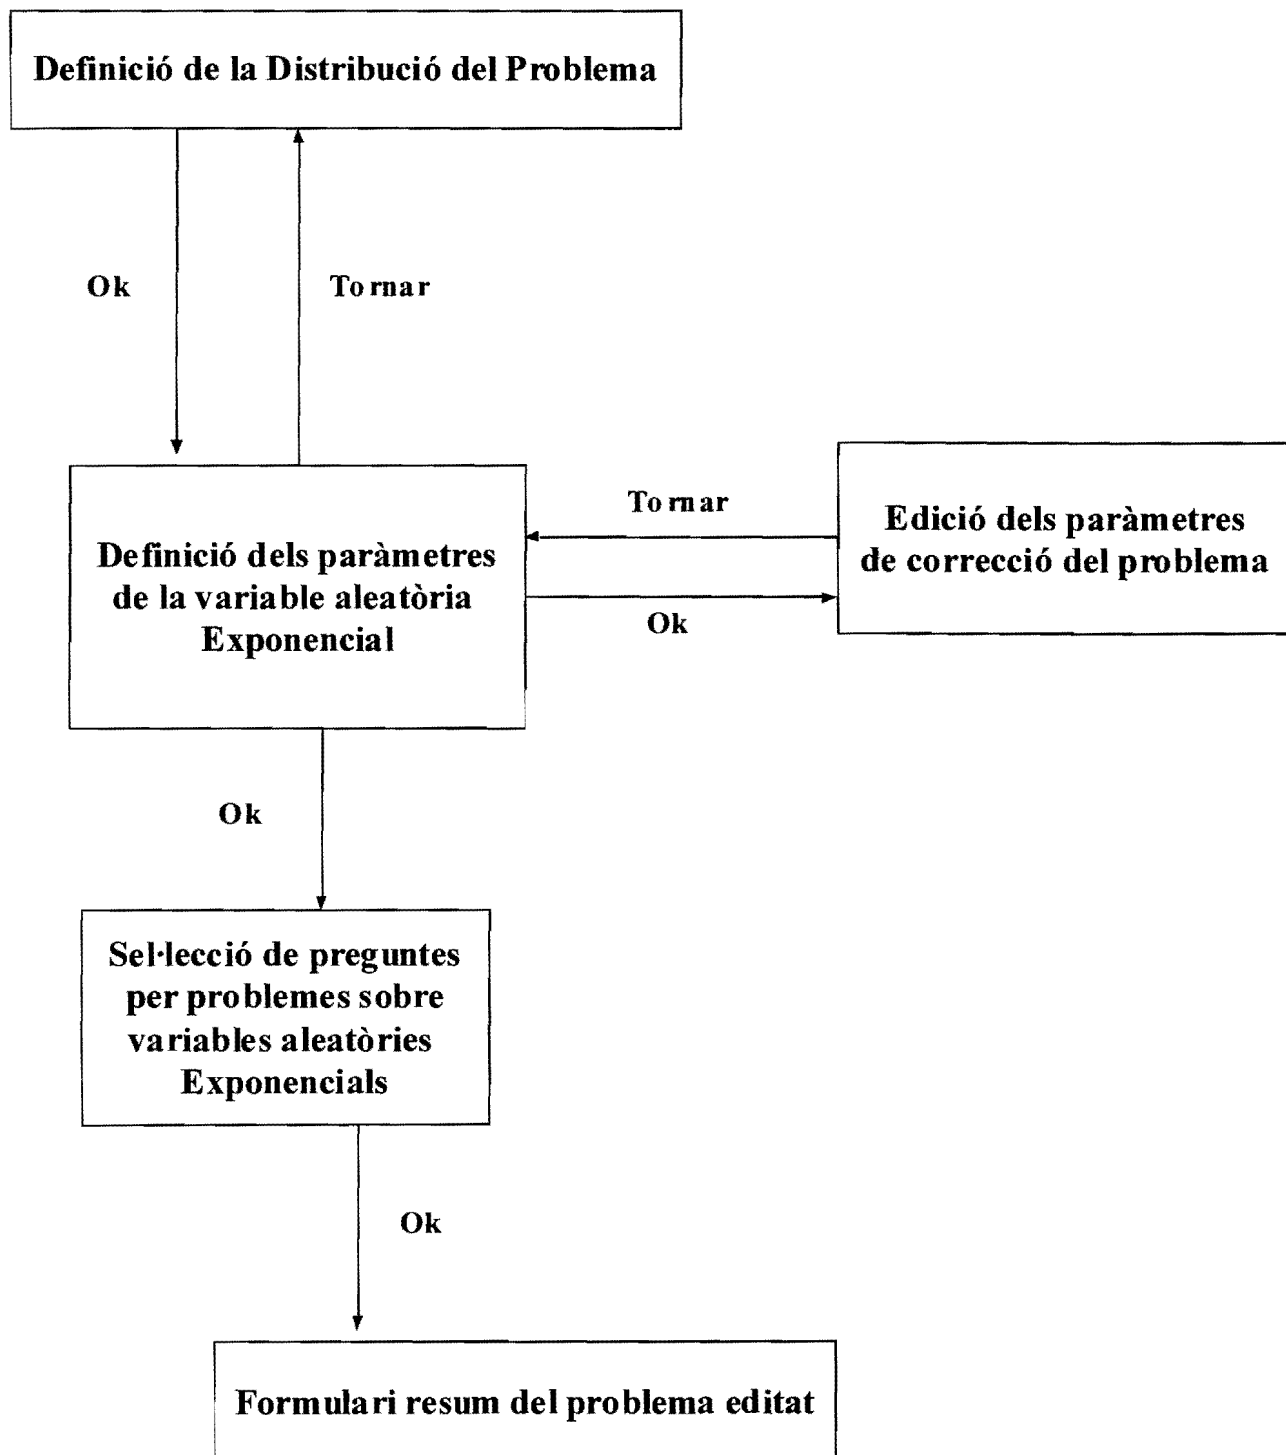 Definició de la Distribució del Problema
Ok
Tornar
Tornar
Edició dels paràmetres
de correcció del problema
Definició dels paràmetres
de la variable aleatòria
Exponencial
Ok
Ok
Sel·lecció de preguntes
per problemes sobre
variables aleatòries
Exponencials
Ok
Formulari resum del problema editat